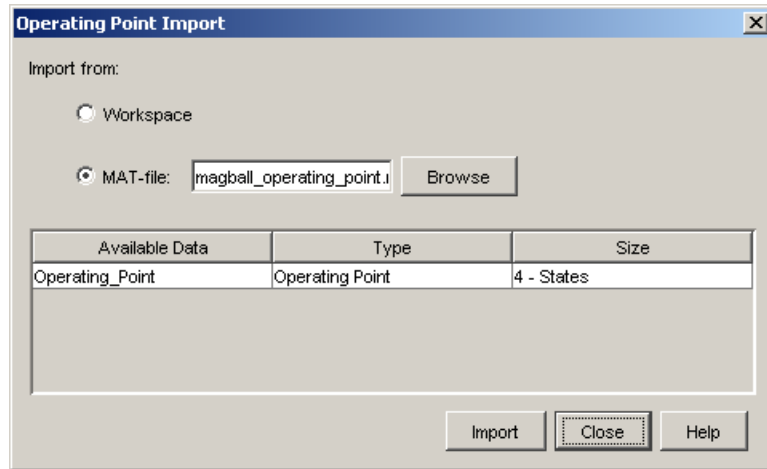 Operating Point Import
Import from:
Workspace
MAT-file: magball_operating_point.m Browse
Available Data Type Size
Operating_Point Operating Point 4 - States
Import Close Help